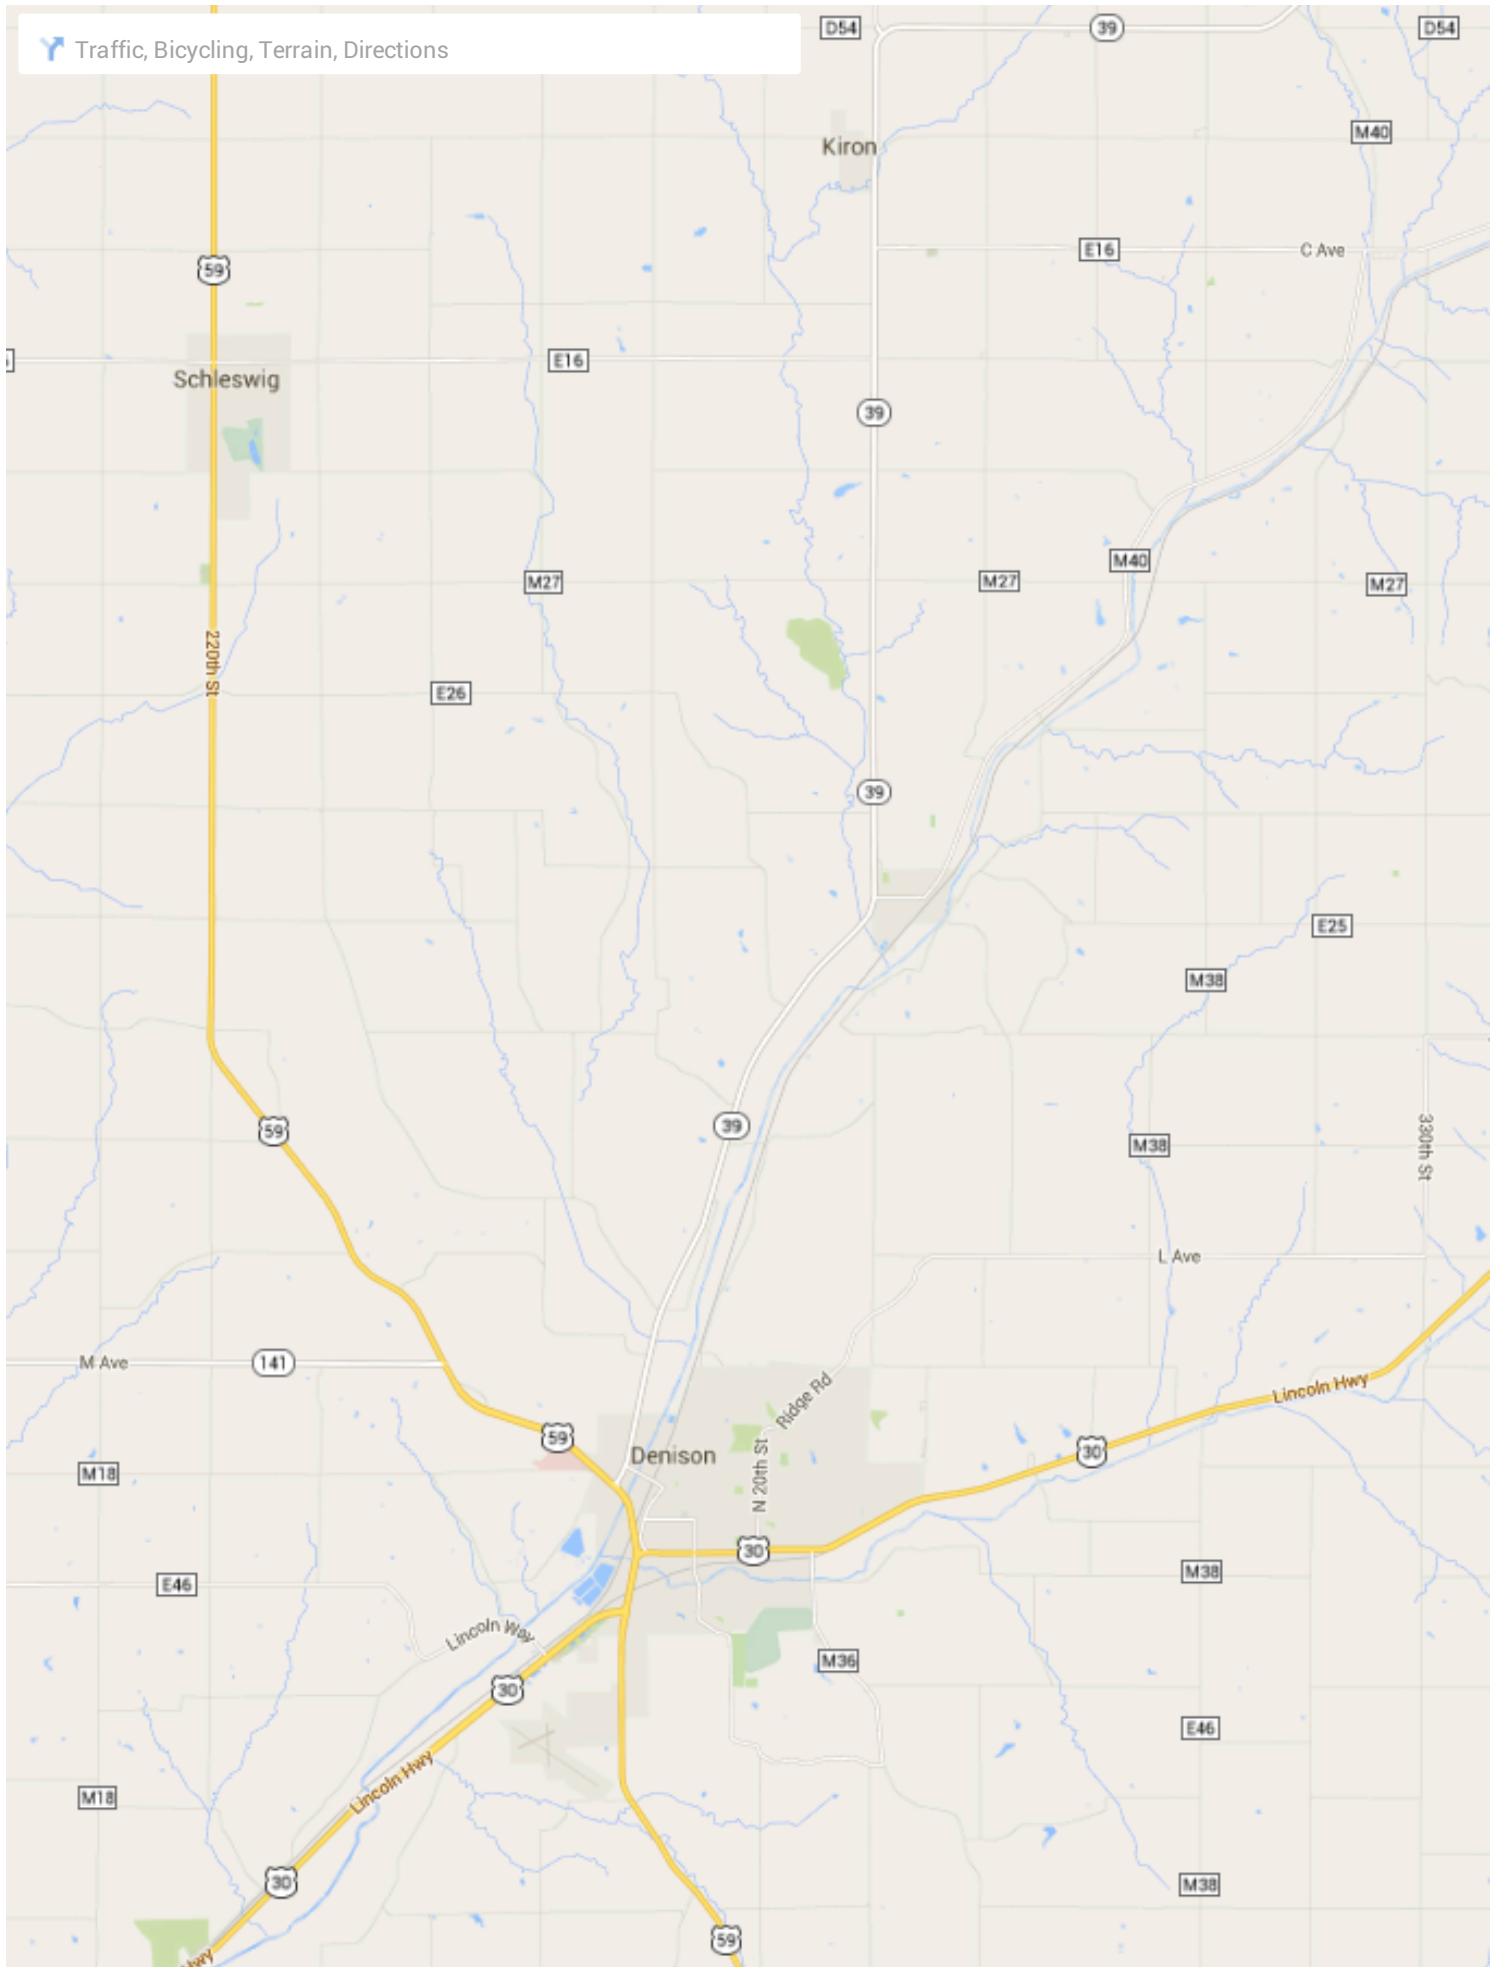 Traffic, Bicycling, Terrain, Directions
D54
39
D54
M40
Kiron
E16
C Ave
59
E16
Schleswig
39
M40
M27
M27
M27
220th St
E26
39
E25
M38
59
39
M38
330th St
L Ave
M Ave
141
Ridge Rd
Lincoln Hwy
59
Denison
30
M18
N 20th St
30
E46
M38
Lincoln Way
M36
30
E46
Lincoln Hwy
M18
30
M38
59
Hwy